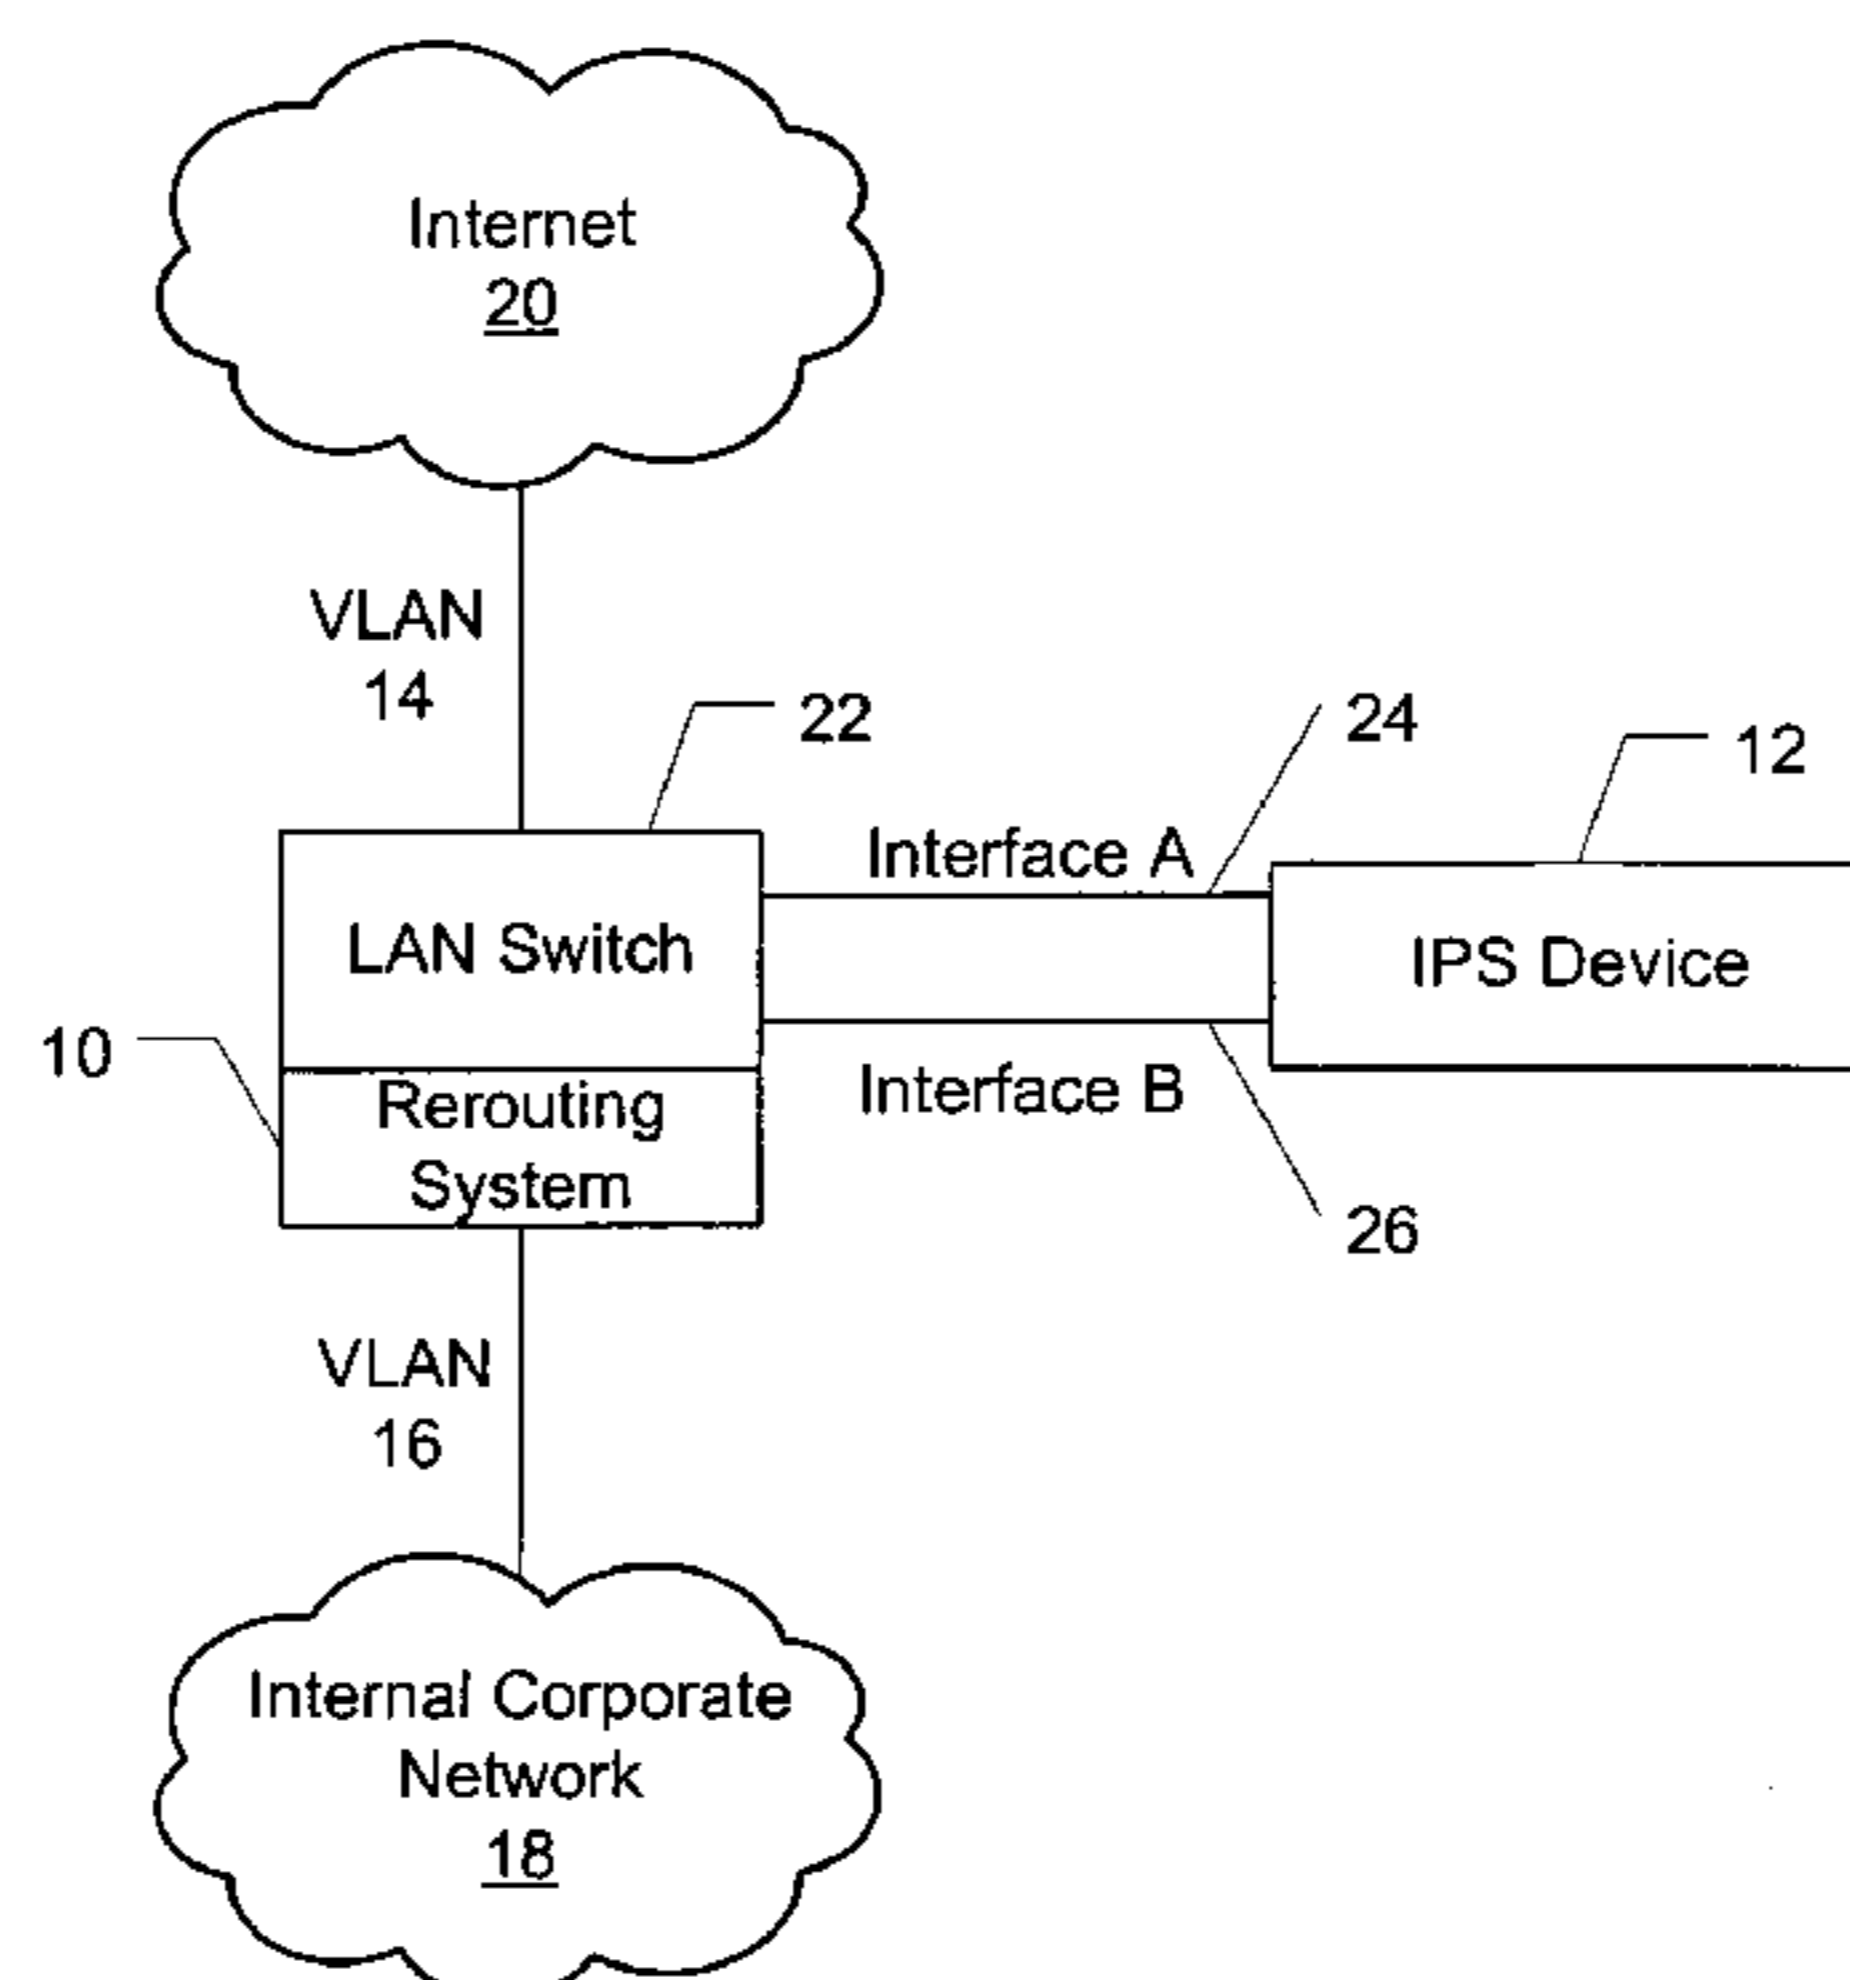 Internet
20
VLAN
14
22
24
12
Interface A
LAN Switch
IPS Device
10
Interface B
Rerouting
System
26
VLAN
16
Internal Corporate
Network
18